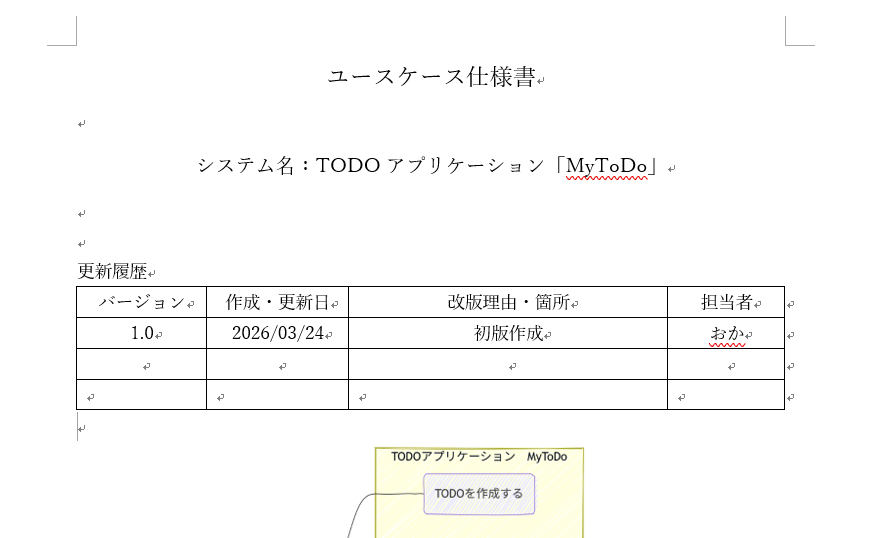 ユースケース仕様書
システム名：TODO アプリケーション「MyToDo」
更新履歴
バージョン 作成・更新日 改版理由・箇所 担当者
1.0 2026/03/24 初版作成 おか
TODOアプリケーション　MyToDo
TODOを作成する